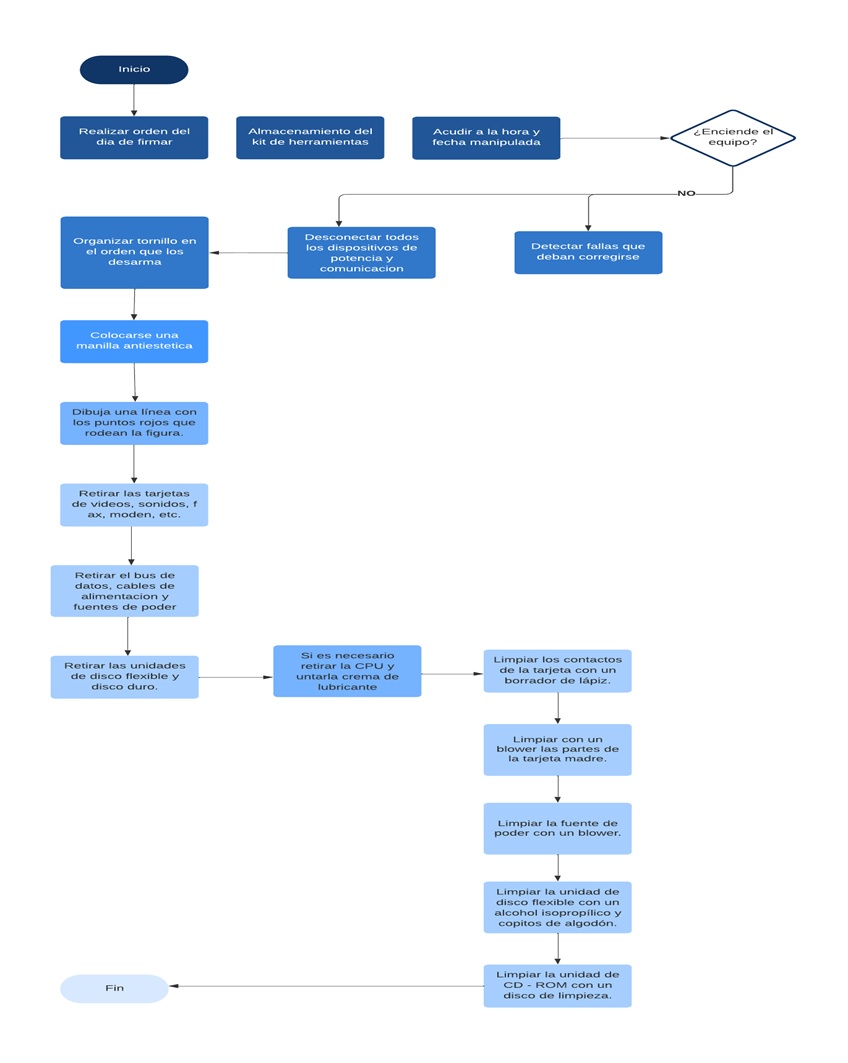 Inicio
Realizar orden del
dia de firmar
Almacenamiento del
kit de herramientas
Acudir a la hora y
fecha manipulada
¿Enciende el
equipo?
NO
Organizar tornillo en
el orden que los
desarma
Desconectar todos
los dispositivos de
potencia y
comunicacion
Detectar fallas que
deban corregirse
Colocarse una
manilla antiestetica
Dibuja una línea con
los puntos rojos que
rodean la figura.
Retirar las tarjetas
de videos, sonidos, f
ax, moden, etc.
Retirar el bus de
datos, cables de
alimentacion y
fuentes de poder
Retirar las unidades
de disco flexible y
disco duro.
Si es necesario
retirar la CPU y
untarla crema de
lubricante
Limpiar los contactos
de la tarjeta con un
borrador de lápiz.
Limpiar con un
blower las partes de
la tarjeta madre.
Limpiar la fuente de
poder con un blower.
Limpiar la unidad de
disco flexible con un
alcohol isopropílico y
copitos de algodón.
Limpiar la unidad de
CD - ROM con un
disco de limpieza.
Fin